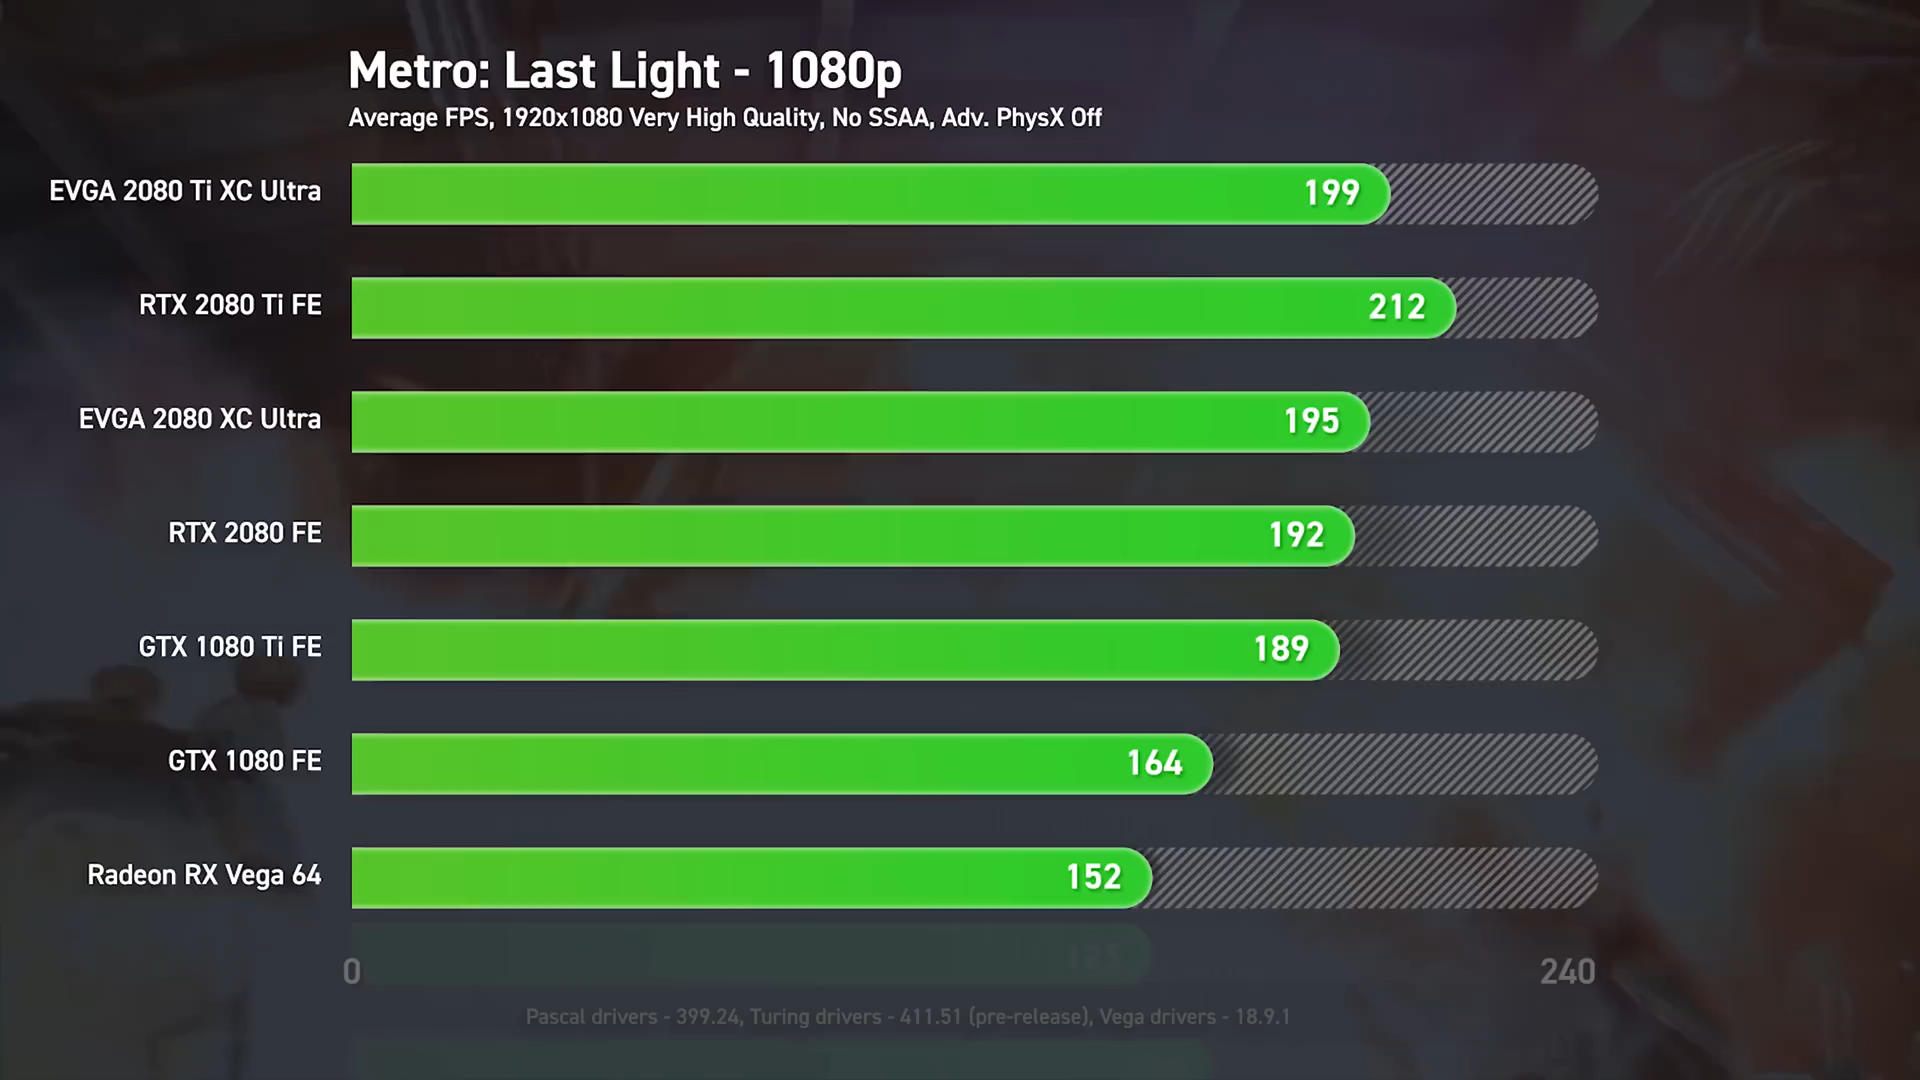 Metro: Last Light - 1080p
Average FPS, 1920x1080 Very High Quality, No SSAA, Adv. PhysX Off
EVGA 2080 Ti XC Ultra 199
RTX 2080 Ti FE 212
EVGA 2080 XC Ultra 195
RTX 2080 FE 192
GTX 1080 Ti FE 189
GTX 1080 FE 164
Radeon RX Vega 64 152
0 240
Pascal drivers - 399.24, Turing drivers - 411.51 (pre-release), Vega drivers - 18.9.1